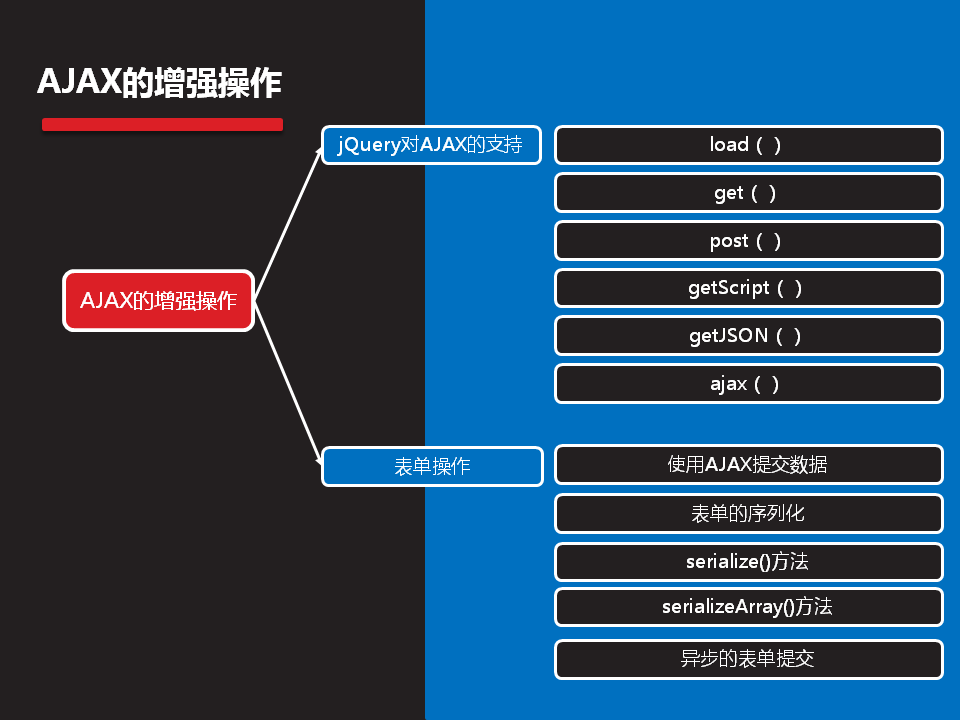 AJAX的增强操作
jQuery对AJAX的支持
load（ ）
get（ ）
post（ ）
getScript（ ）
getJSON（ ）
ajax（ ）
AJAX的增强操作
表单操作
使用AJAX提交数据
表单的序列化
serialize()方法
serializeArray()方法
异步的表单提交